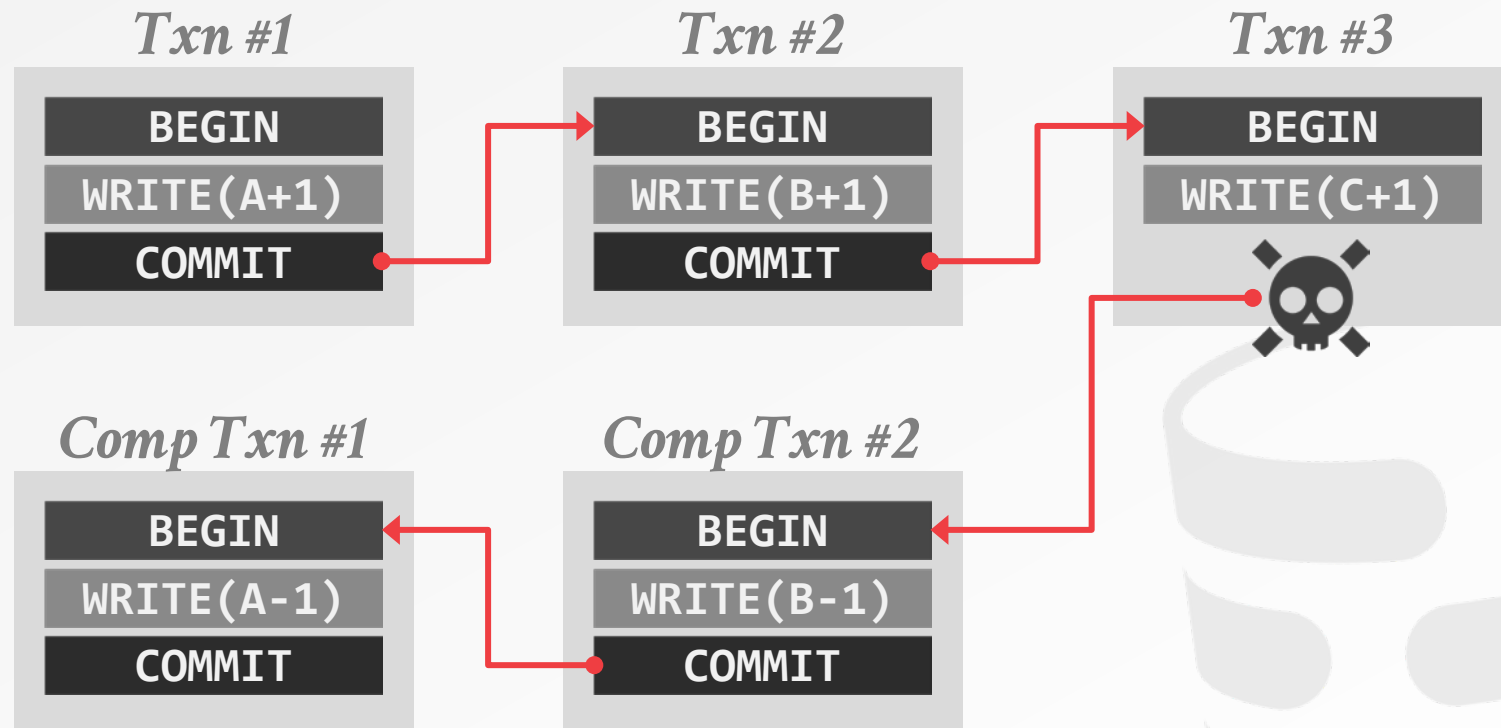 Txn #1
BEGIN
WRITE(A+1)
COMMIT
Txn #2
BEGIN
WRITE(B+1)
COMMIT
Txn #3
BEGIN
WRITE(C+1)
Comp Txn #1
BEGIN
WRITE(A-1)
COMMIT
Comp Txn #2
BEGIN
WRITE(B-1)
COMMIT